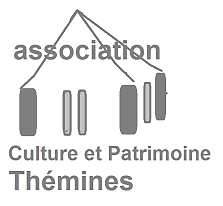 association
Culture et Patrimoine
Thémines